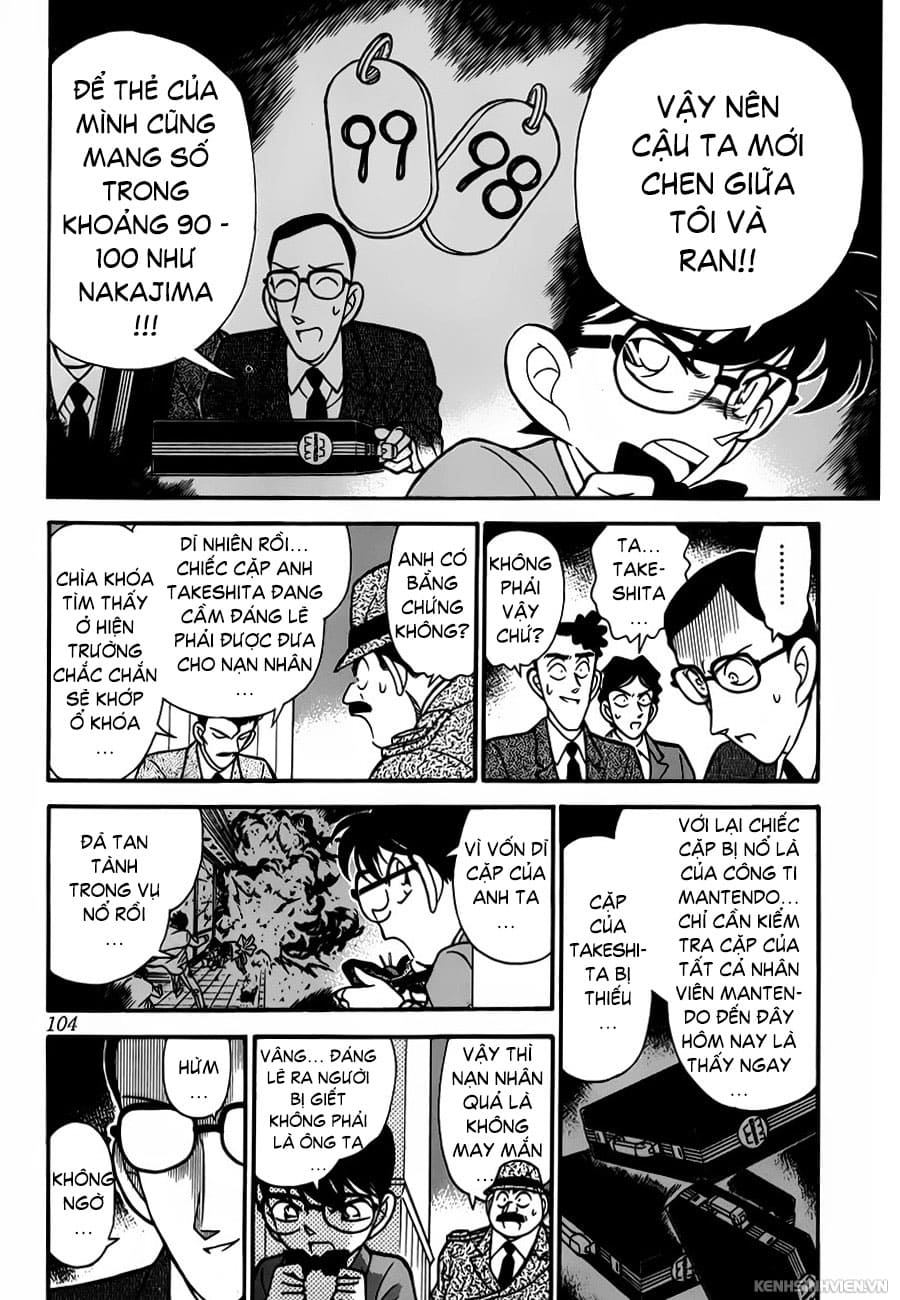 VẬY NÊN
CẬU TA MỚI
CHEN GIỮA
TÔI VÀ
RAN!!
99
98
ĐỂ THẺ CỦA
MÌNH CŨNG
MANG SỐ
TRONG
KHOẢNG 90 -
100 NHƯ
NAKAJIMA
!!!
.........
TA...
TAKE-
SHITA
...
KHÔNG
PHẢI
VẬY
CHỨ?
ANH CÓ
BẰNG
CHỨNG
KHÔNG?
DĨ NHIÊN RỒI...
CHIẾC CẶP ANH
TAKESHITA ĐANG
CẦM ĐÁNG LẼ
PHẢI ĐƯỢC ĐƯA
CHO NẠN NHÂN
...
CHÌA KHÓA
TÌM THẤY
Ở HIỆN
TRƯỜNG
CHẮC CHẮN
SẼ KHỚP
Ổ KHÓA
...
VỚI LẠI CHIẾC
CẶP BỊ NỔ LÀ
CỦA CÔNG TI
MANTENDO...
CHỈ CẦN KIỂM
TRA CẶP CỦA
TẤT CẢ NHÂN
VIÊN MANTEN-
DO ĐẾN ĐÂY
HÔM NAY LÀ
THẤY NGAY
...
CẶP
CỦA
TAKESHI-
TA BỊ
THIẾU
...
VÌ VỐN DĨ
CẶP CỦA
ANH TA
...
ĐÃ TAN
TÀNH
TRONG VỤ
NỔ RỒI
...
104
VẬY THÌ
NẠN NHÂN
QUẢ LÀ
KHÔNG
MAY MẮN
...
VÂNG... ĐÁNG
LẼ RA NGƯỜI
BỊ GIẾT
KHÔNG PHẢI
LÀ ÔNG TA
...
HỪM
...
KHÔNG
NGỜ
...
KENHSINHVIEN.VN